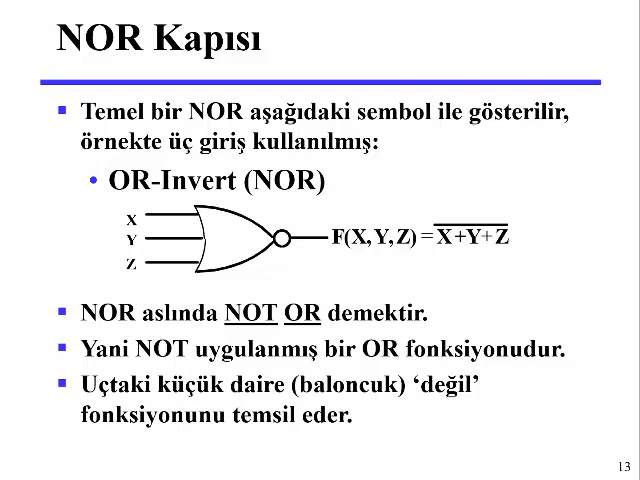 NOR Kapısı
▪ Temel bir NOR aşağıdaki sembol ile gösterilir,
örnekte üç giriş kullanılmış:
• OR-Invert (NOR)
X
Y
Z
F(X,Y,Z) = \overline{X+Y+Z}
▪ NOR aslında NOT OR demektir.
▪ Yani NOT uygulanmış bir OR fonksiyonudur.
▪ Uçtaki küçük daire (baloncuk) ‘değil’
fonksiyonunu temsil eder.
13